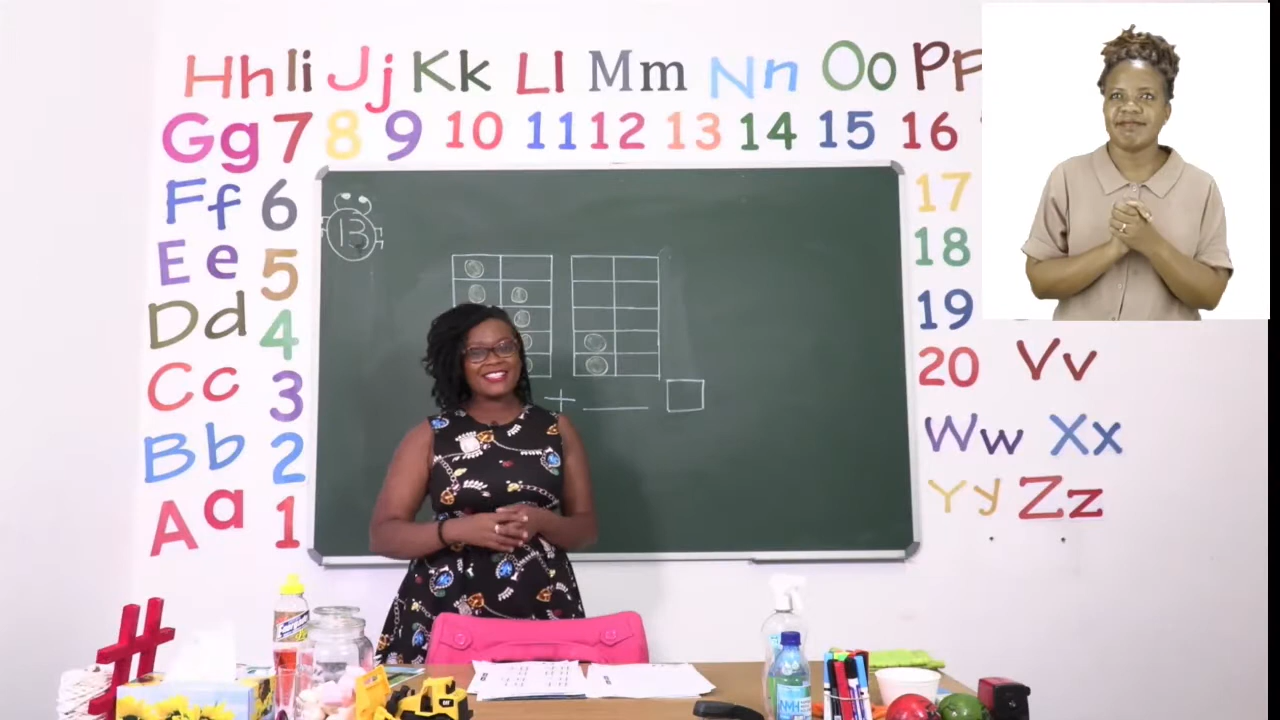 Hh Ii Jj Kk Ll Mm Nn Oo Pp
Gg 7 8 9 10 11 12 13 14 15 16
Ff 6 17
13
Ee 5 18
Dd 4 19
Cc 3 20 Vv
+
Bb 2 Ww Xx
Aa 1 Yy Zz
CAT